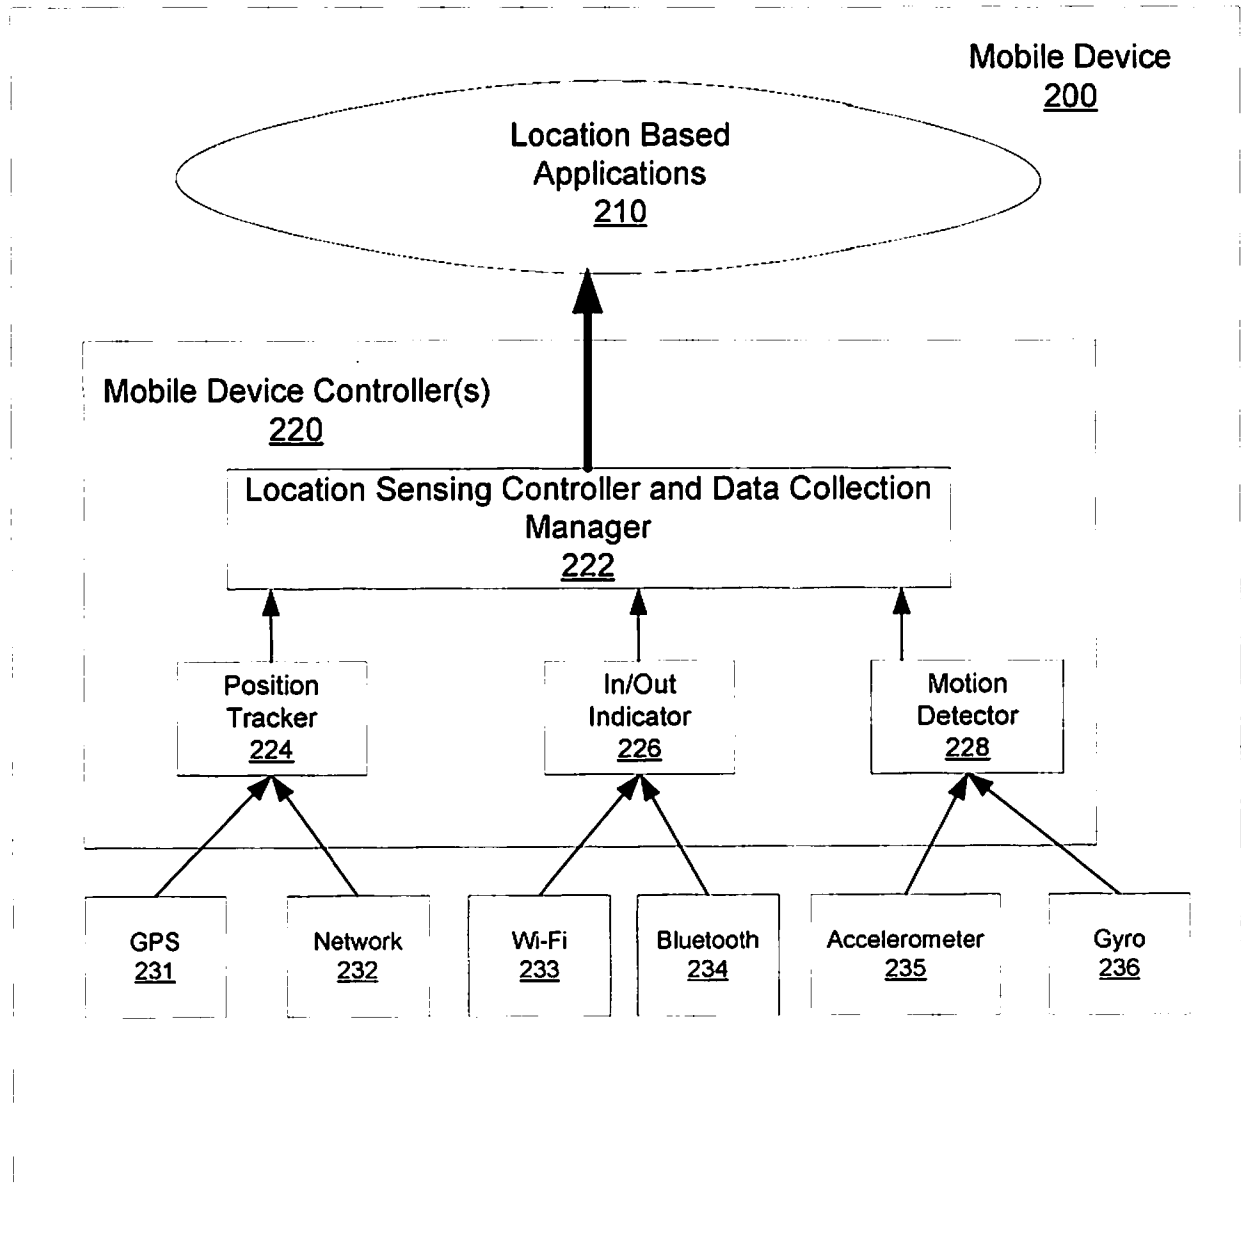 Mobile Device
200
Location Based
Applications
210
Mobile Device Controller(s)
220
Location Sensing Controller and Data Collection
Manager
222
Position
Tracker
224
In/Out
Indicator
226
Motion
Detector
228
GPS
231
Network
232
Wi-Fi
233
Bluetooth
234
Accelerometer
235
Gyro
236